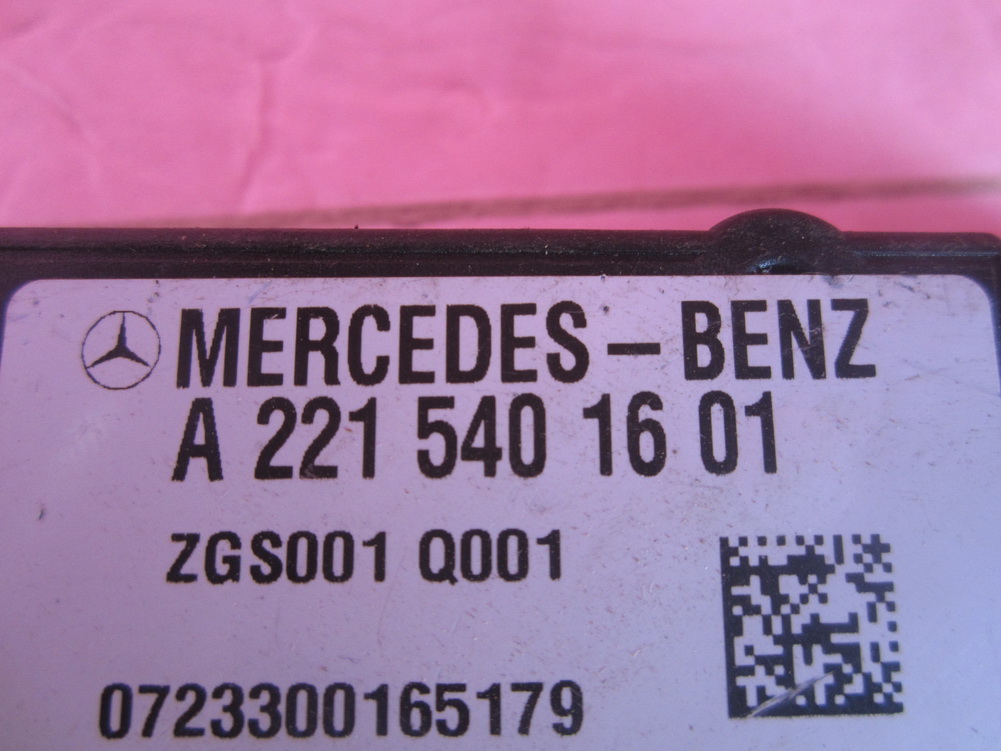 MERCEDES-BENZ
A 221 540 16 01
ZGS001 Q001
0723300165179